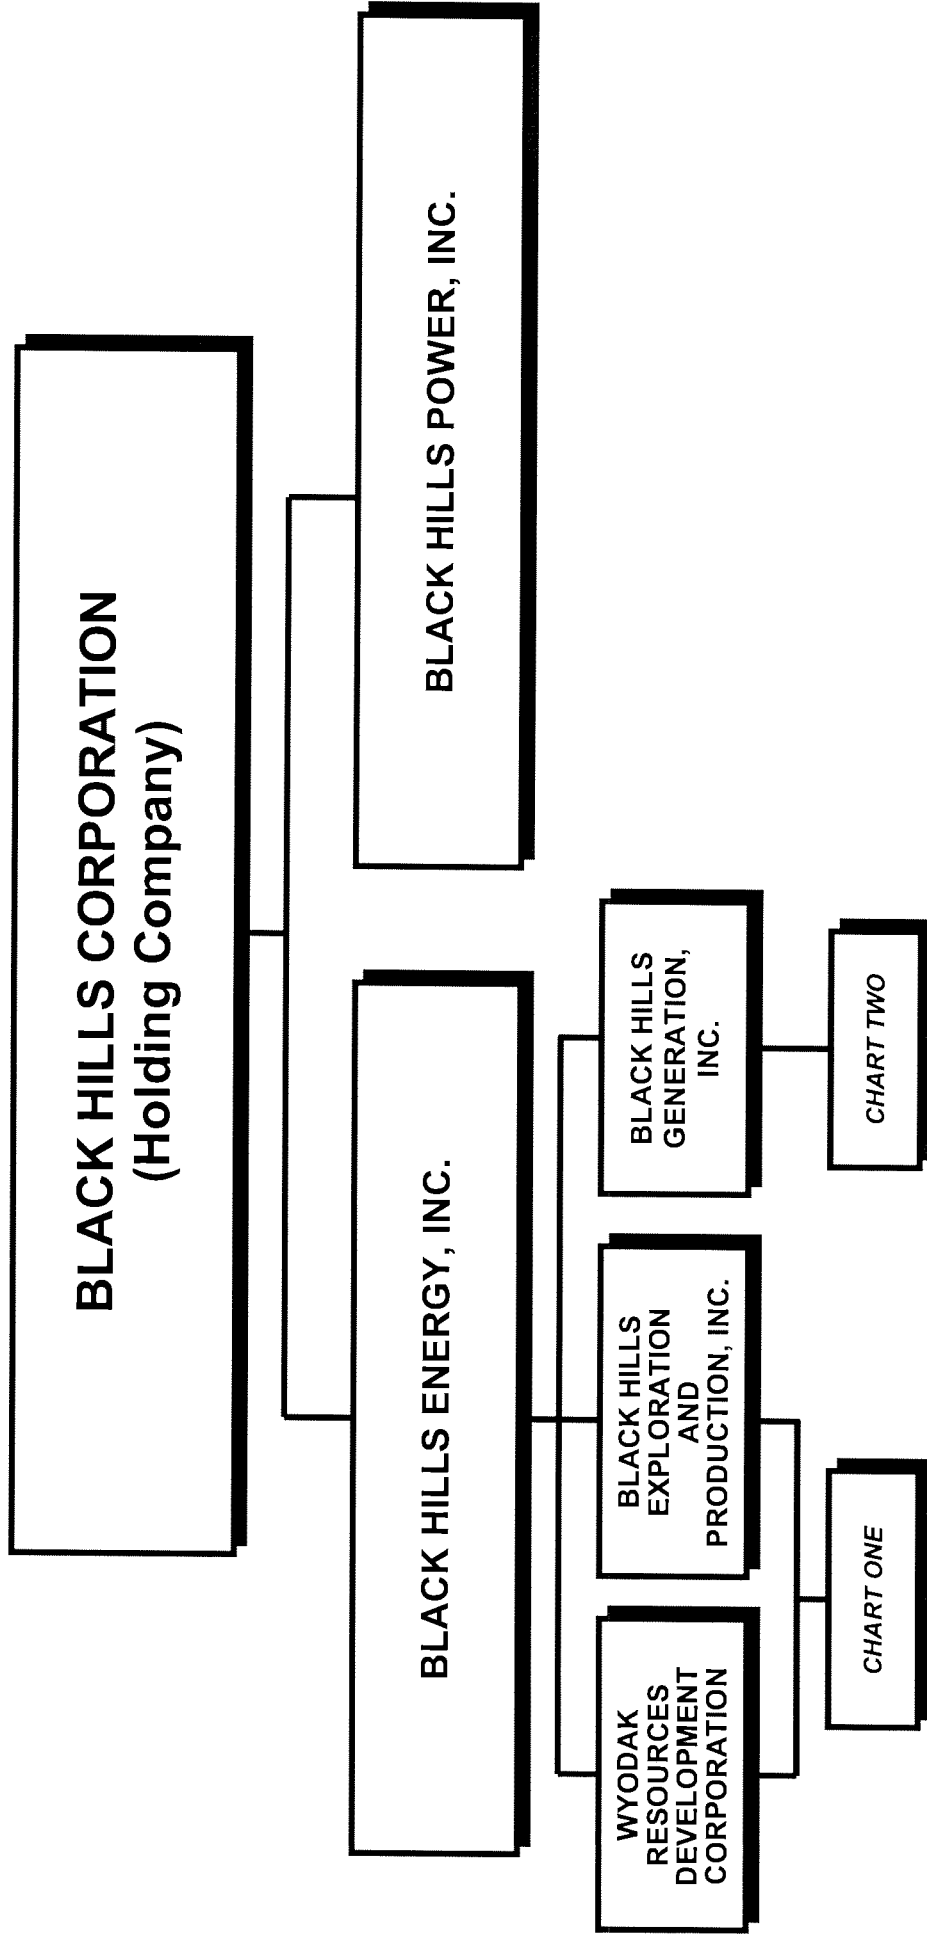 BLACK HILLS CORPORATION
(Holding Company)
BLACK HILLS ENERGY, INC.
BLACK HILLS POWER, INC.
WYODAK
RESOURCES
DEVELOPMENT
CORPORATION
BLACK HILLS
EXPLORATION
AND
PRODUCTION, INC.
BLACK HILLS
GENERATION,
INC.
CHART ONE
CHART TWO